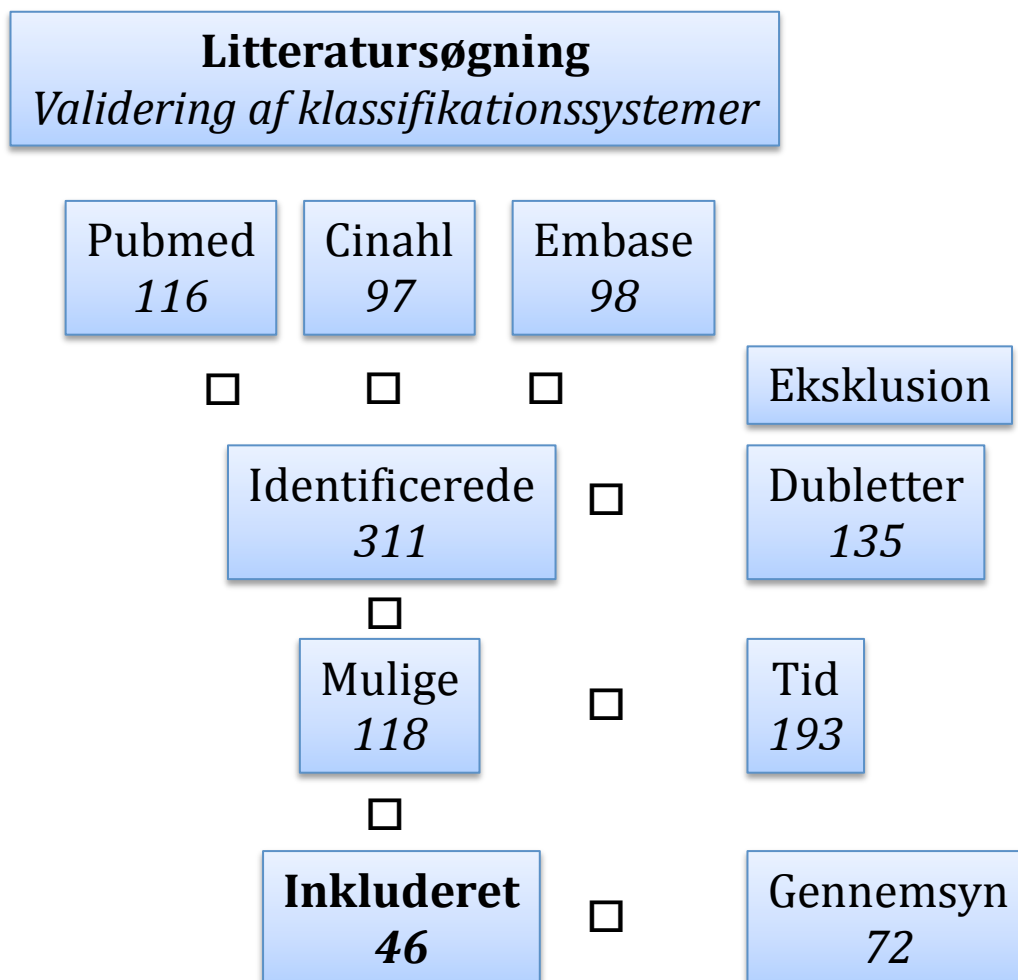 Litteratursøgning
Validering af klassifikationssystemer
Pubmed
116
Cinahl
97
Embase
98
Eksklusion
Identificerede
311
Dubletter
135
Mulige
118
Tid
193
Inkluderet
46
Gennemsyn
72